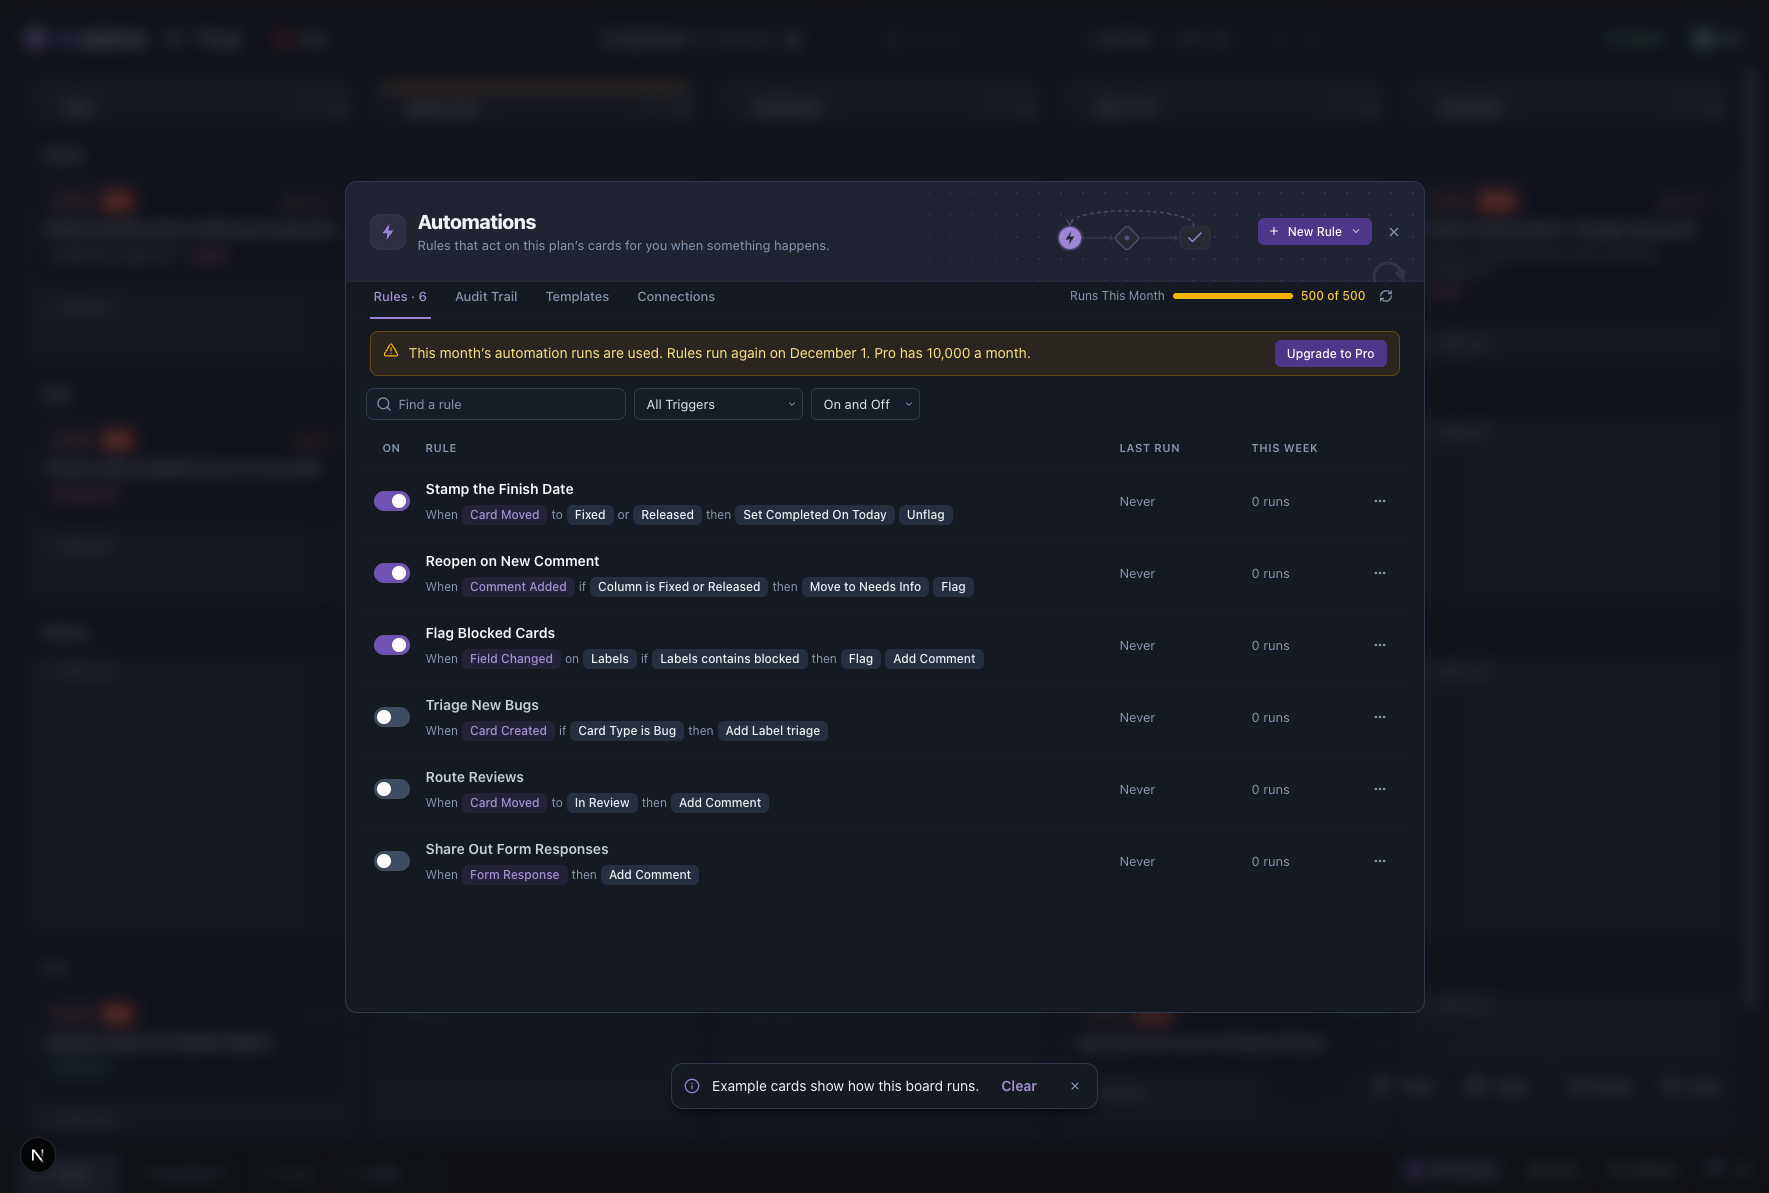 Automations
Rules that act on this plan's cards for you when something happens.
+ New Rule
Rules · 6
Audit Trail
Templates
Connections
Runs This Month
500 of 500
This month's automation runs are used. Rules run again on December 1. Pro has 10,000 a month.
Upgrade to Pro
Find a rule
All Triggers
On and Off
ON RULE LAST RUN THIS WEEK
Stamp the Finish Date
When Card Moved to Fixed or Released then Set Completed On Today Unflag
Never 0 runs
Reopen on New Comment
When Comment Added if Column is Fixed or Released then Move to Needs Info Flag
Never 0 runs
Flag Blocked Cards
When Field Changed on Labels if Labels contains blocked then Flag Add Comment
Never 0 runs
Triage New Bugs
When Card Created if Card Type is Bug then Add Label triage
Never 0 runs
Route Reviews
When Card Moved to In Review then Add Comment
Never 0 runs
Share Out Form Responses
When Form Response then Add Comment
Never 0 runs
Example cards show how this board runs.
Clear
N